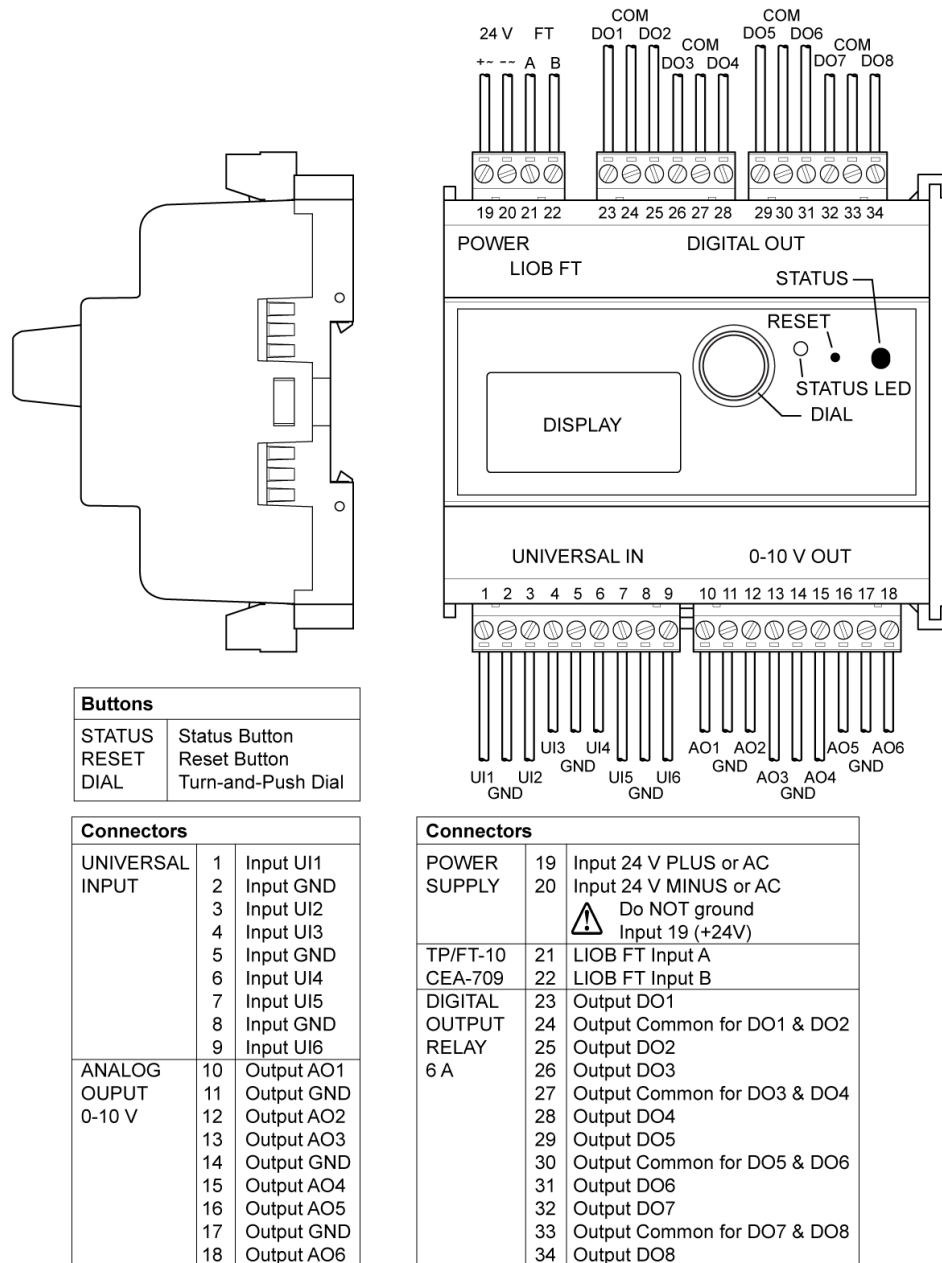 24 V FT
+~ -~ A B
COM
DO1 DO2
COM
DO3 DO4
COM
DO5 DO6
COM
DO7 DO8
19 20 21 22
23 24 25 26 27 28
29 30 31 32 33 34
POWER
DIGITAL OUT
LIOB FT
STATUS
RESET
STATUS LED
DIAL
DISPLAY
UNIVERSAL IN
0-10 V OUT
1 2 3 4 5 6 7 8 9
10 11 12 13 14 15 16 17 18
UI3 UI4
GND
UI1 UI2
GND
UI5 UI6
GND
AO1 AO2
GND
AO3 AO4
GND
AO5 AO6
GND
Buttons
STATUS Status Button
RESET Reset Button
DIAL Turn-and-Push Dial
Connectors
UNIVERSAL 1 Input UI1
INPUT 2 Input GND
3 Input UI2
4 Input UI3
5 Input GND
6 Input UI4
7 Input UI5
8 Input GND
9 Input UI6
ANALOG 10 Output AO1
OUPUT 11 Output GND
0-10 V 12 Output AO2
13 Output AO3
14 Output GND
15 Output AO4
16 Output AO5
17 Output GND
18 Output AO6
Connectors
POWER 19 Input 24 V PLUS or AC
SUPPLY 20 Input 24 V MINUS or AC
Do NOT ground
Input 19 (+24V)
TP/FT-10 21 LIOB FT Input A
CEA-709 22 LIOB FT Input B
DIGITAL 23 Output DO1
OUTPUT 24 Output Common for DO1 & DO2
RELAY 25 Output DO2
6 A 26 Output DO3
27 Output Common for DO3 & DO4
28 Output DO4
29 Output DO5
30 Output Common for DO5 & DO6
31 Output DO6
32 Output DO7
33 Output Common for DO7 & DO8
34 Output DO8